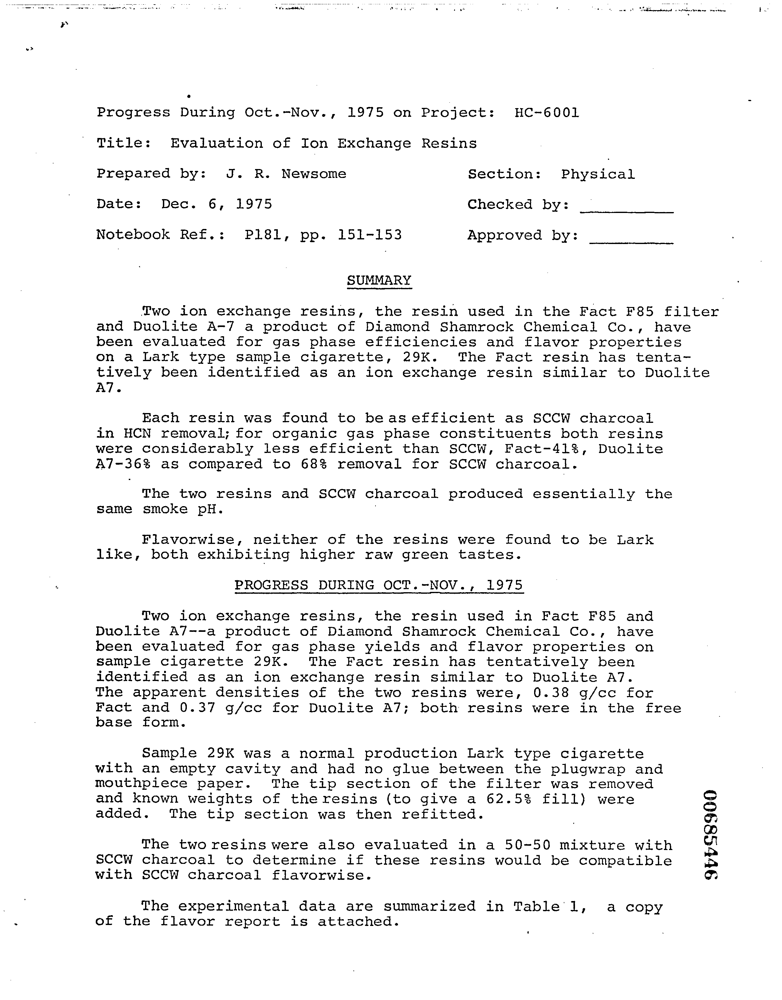 Progress During Oct.-Nov., 1975 on Project: HC-6001
Title: Evaluation of Ion Exchange Resins
Prepared by: J. R. Newsome Section: Physical
Date: Dec. 6, 1975 Checked by:
Notebook Ref.: P181, pp. 151-153 Approved by:
SUMMARY
Two ion exchange resins, the resin used in the Fact F85 filter
and Duolite A-7 a product of Diamond Shamrock Chemical Co., have
been evaluated for gas phase efficiencies and flavor properties
on a Lark type sample cigarette, 29K. The Fact resin has tenta-
tively been identified as an ion exchange resin similar to Duolite
A7.
Each resin was found to be as efficient as SCCW charcoal
in HCN removal; for organic gas phase constituents both resins
were considerably less efficient than SCCW, Fact-41%, Duolite
A7-36% as compared to 68% removal for SCCW charcoal.
The two resins and SCCW charcoal produced essentially the
same smoke pH.
Flavorwise, neither of the resins were found to be Lark
like, both exhibiting higher raw green tastes.
PROGRESS DURING OCT.-NOV., 1975
Two ion exchange resins, the resin used in Fact F85 and
Duolite A7--a product of Diamond Shamrock Chemical Co., have
been evaluated for gas phase yields and flavor properties on
sample cigarette 29K. The Fact resin has tentatively been
identified as an ion exchange resin similar to Duolite A7.
The apparent densities of the two resins were, 0.38 g/cc for
Fact and 0.37 g/cc for Duolite A7; both resins were in the free
base form.
Sample 29K was a normal production Lark type cigarette
with an empty cavity and had no glue between the plugwrap and
mouthpiece paper. The tip section of the filter was removed
and known weights of the resins (to give a 62.5% fill) were
added. The tip section was then refitted.
The two resins were also evaluated in a 50-50 mixture with
SCCW charcoal to determine if these resins would be compatible
with SCCW charcoal flavorwise.
The experimental data are summarized in Table 1, a copy
of the flavor report is attached.
00685446